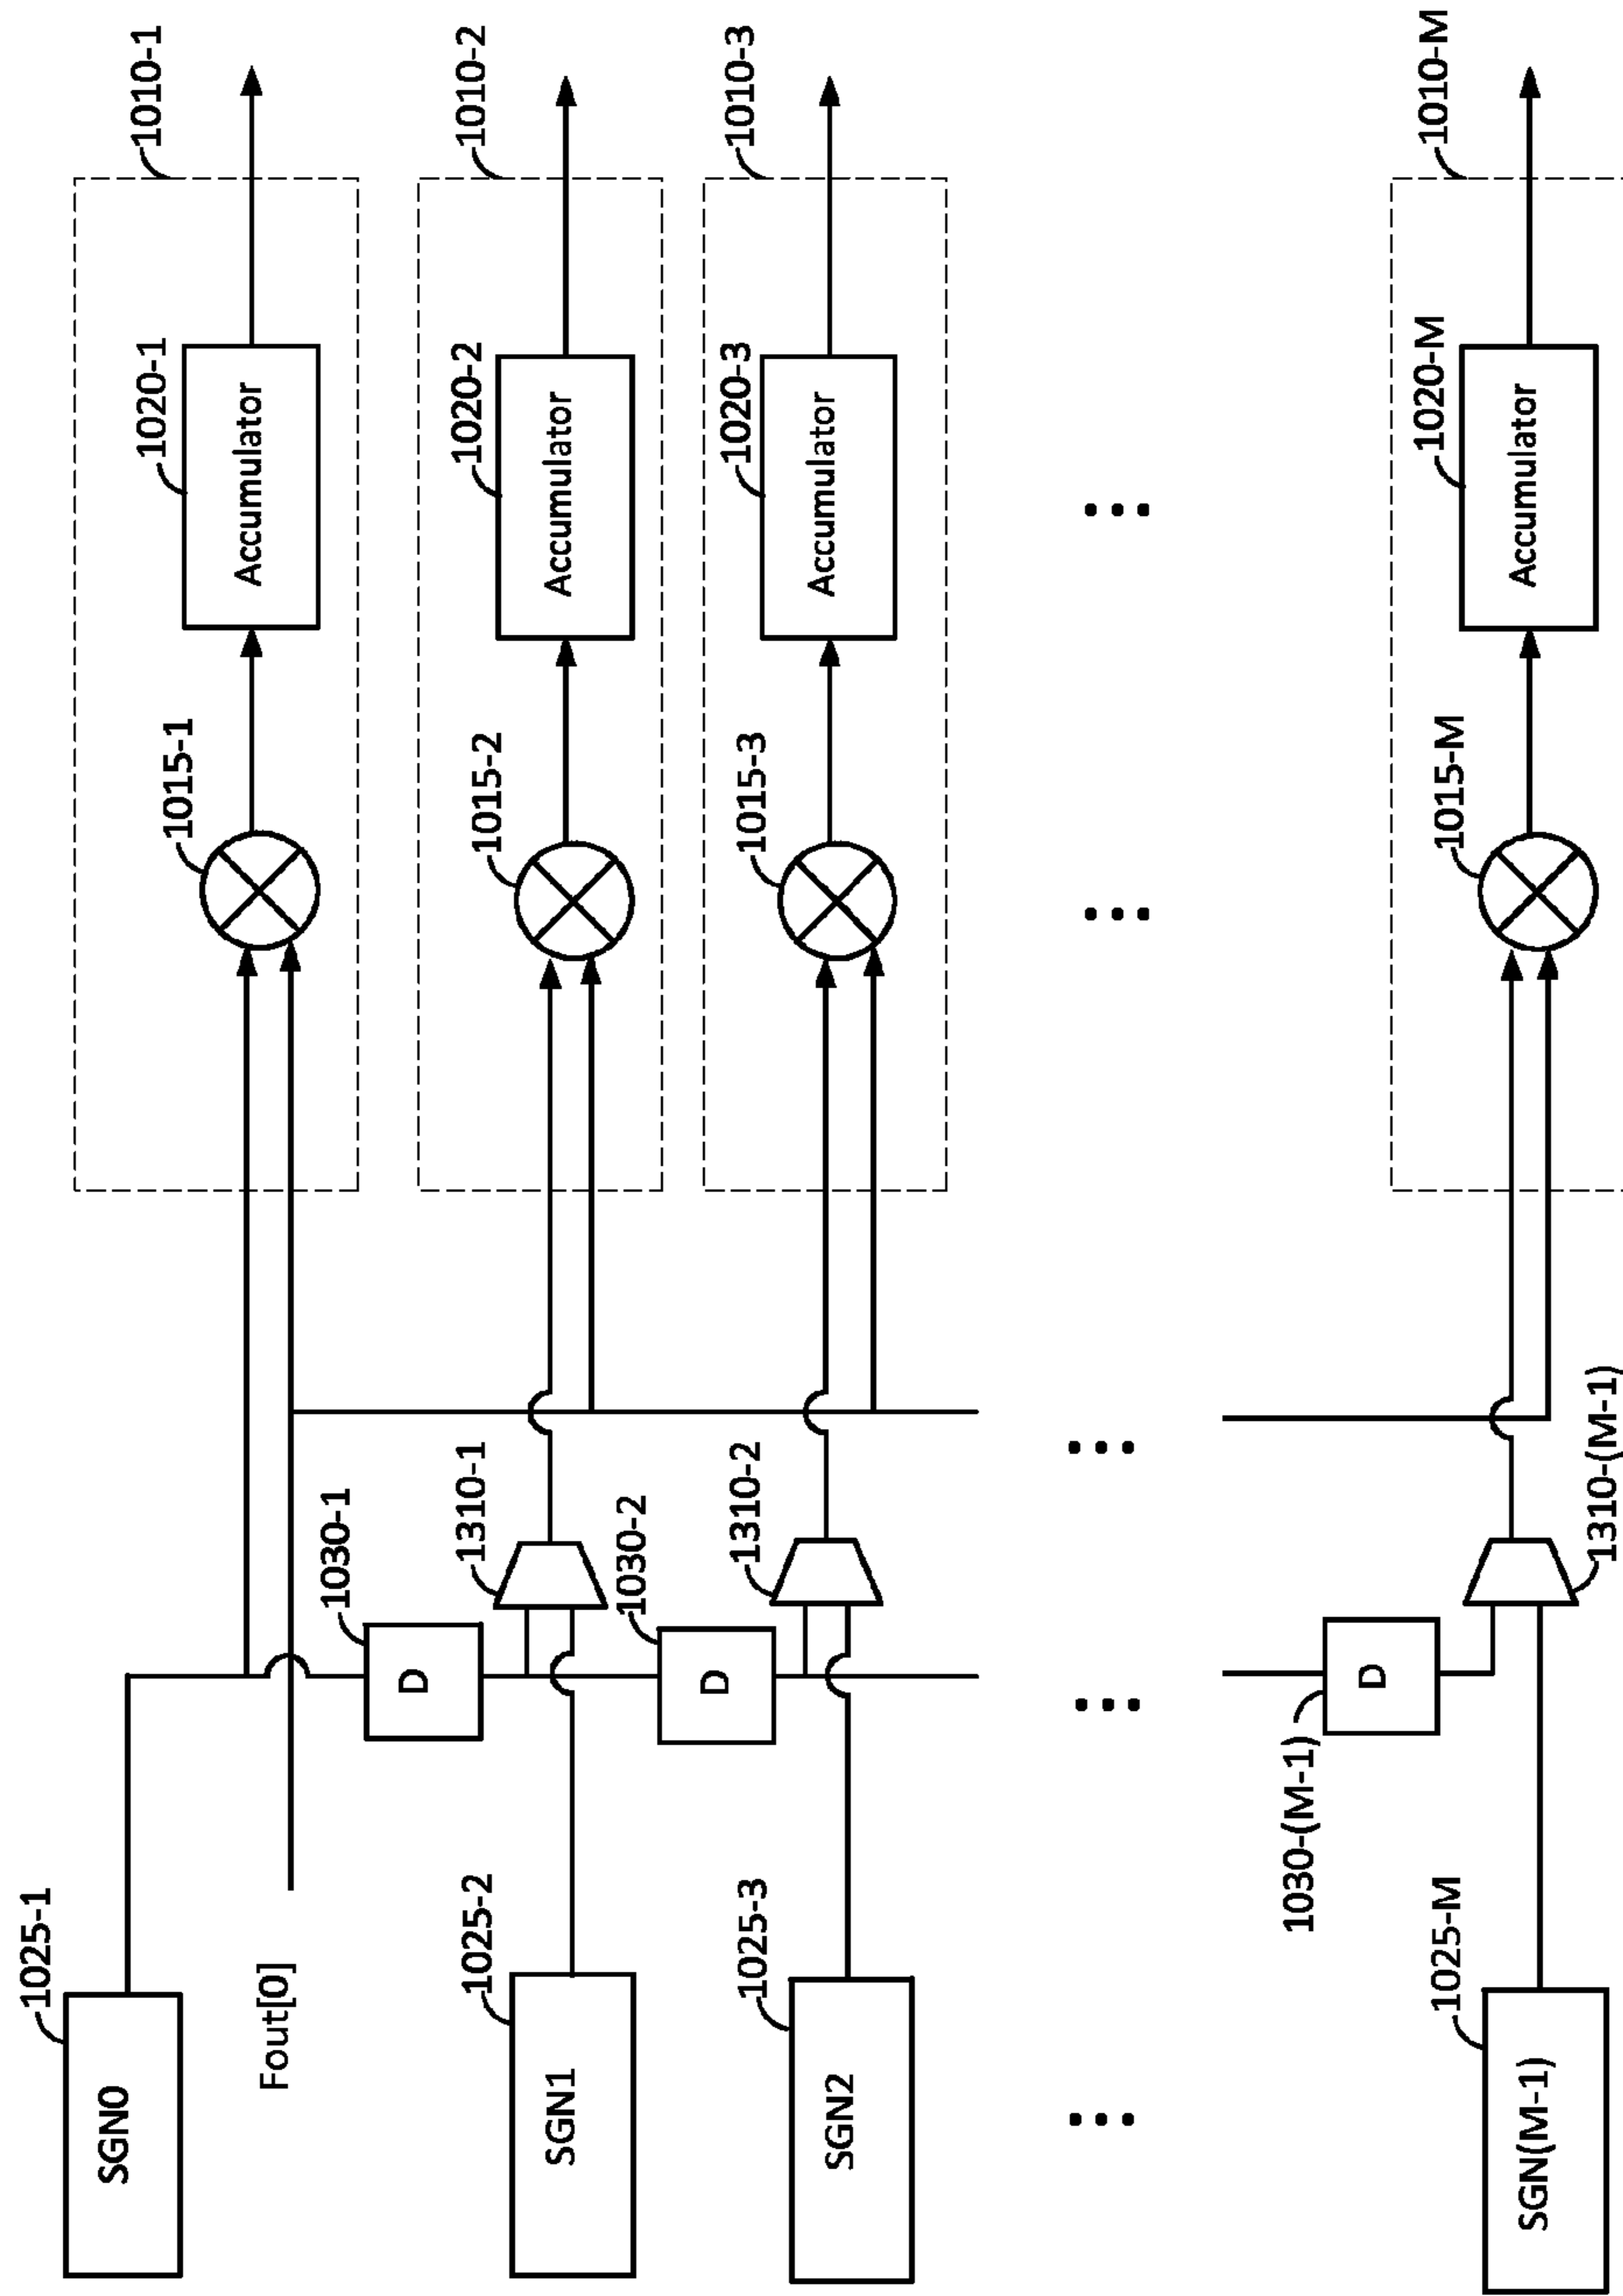 1025-1
SGN0
Fout[0]
1015-1
1020-1
Accumulator
1010-1
1030-1
D
1025-2
SGN1
1310-1
1015-2
1020-2
Accumulator
1010-2
1030-2
D
1025-3
SGN2
1310-2
1015-3
1020-3
Accumulator
1010-3
...
...
...
...
...
1030-(M-1)
D
1025-M
SGN(M-1)
1310-(M-1)
1015-M
1020-M
Accumulator
1010-M